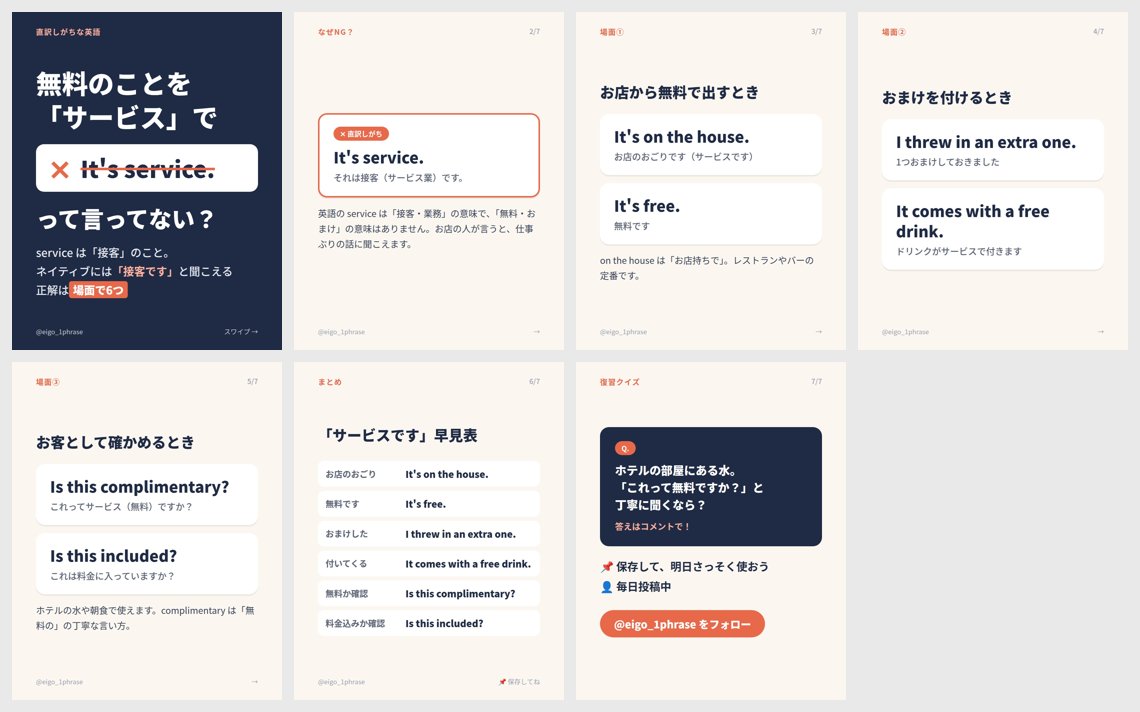 直訳しがちな英語
無料のことを
「サービス」で
× It's service.
って言ってない？
service は「接客」のこと。
ネイティブには「接客です」と聞こえる
正解は 場面で6つ
@eigo_1phrase スワイプ →
なぜNG？ 2/7
× 直訳しがち
It's service.
それは接客（サービス業）です。
英語の service は「接客・業務」の意味で、「無料・お
まけ」の意味はありません。お店の人が言うと、仕事
ぶりの話に聞こえます。
@eigo_1phrase →
場面① 3/7
お店から無料で出すとき
It's on the house.
お店のおごりです（サービスです）
It's free.
無料です
on the house は「お店持ちで」。レストランやバーの
定番です。
@eigo_1phrase →
場面② 4/7
おまけを付けるとき
I threw in an extra one.
1つおまけしておきました
It comes with a free
drink.
ドリンクがサービスで付きます
@eigo_1phrase →
場面③ 5/7
お客として確かめるとき
Is this complimentary?
これってサービス（無料）ですか？
Is this included?
これは料金に入っていますか？
ホテルの水や朝食で使えます。complimentary は「無
料の」の丁寧な言い方。
@eigo_1phrase →
まとめ 6/7
「サービスです」早見表
お店のおごり It's on the house.
無料です It's free.
おまけした I threw in an extra one.
付いてくる It comes with a free drink.
無料か確認 Is this complimentary?
料金込みか確認 Is this included?
@eigo_1phrase 📌 保存してね
復習クイズ 7/7
Q.
ホテルの部屋にある水。
「これって無料ですか？」と
丁寧に聞くなら？
答えはコメントで！
📌 保存して、明日さっそく使おう
👤 毎日投稿中
@eigo_1phrase をフォロー